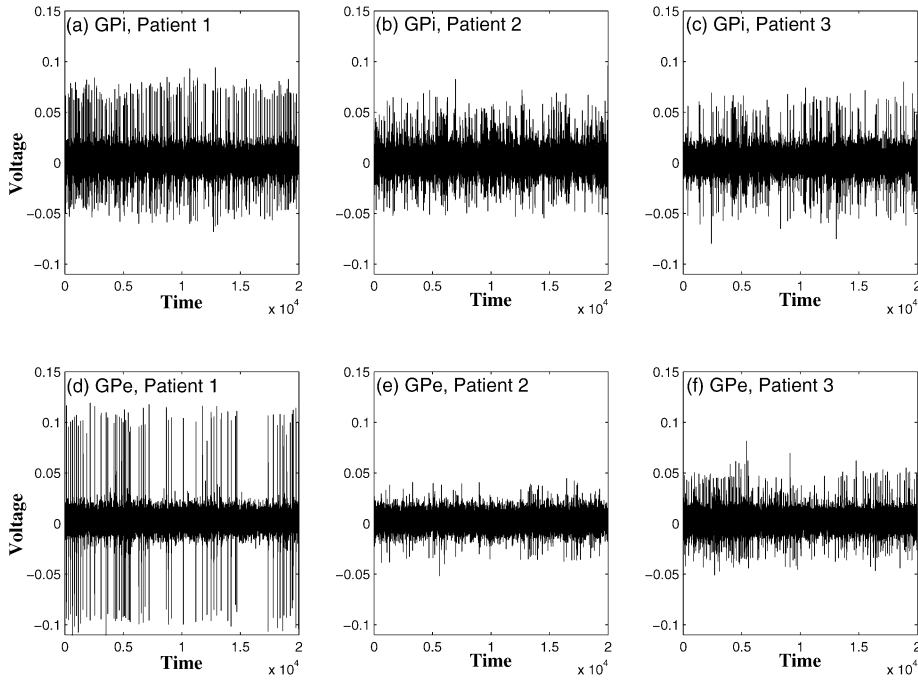 (a) GPi, Patient 1
Voltage
0.15
0.1
0.05
0
−0.05
−0.1
0 0.5 1 1.5 2
Time
x 10^4
(b) GPi, Patient 2
0.15
0.1
0.05
0
−0.05
−0.1
0 0.5 1 1.5 2
Time
x 10^4
(c) GPi, Patient 3
0.15
0.1
0.05
0
−0.05
−0.1
0 0.5 1 1.5 2
Time
x 10^4
(d) GPe, Patient 1
Voltage
0.15
0.1
0.05
0
−0.05
−0.1
0 0.5 1 1.5 2
Time
x 10^4
(e) GPe, Patient 2
0.15
0.1
0.05
0
−0.05
−0.1
0 0.5 1 1.5 2
Time
x 10^4
(f) GPe, Patient 3
0.15
0.1
0.05
0
−0.05
−0.1
0 0.5 1 1.5 2
Time
x 10^4